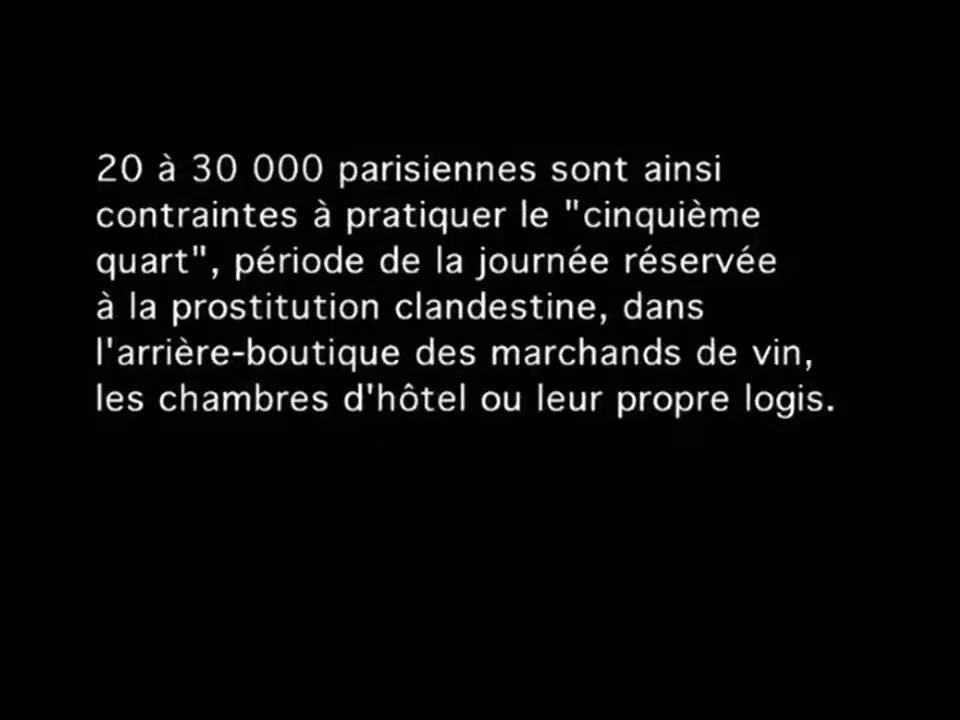 20 à 30 000 parisiennes sont ainsi
contraintes à pratiquer le "cinquième
quart", période de la journée réservée
à la prostitution clandestine, dans
l'arrière-boutique des marchands de vin,
les chambres d'hôtel ou leur propre logis.